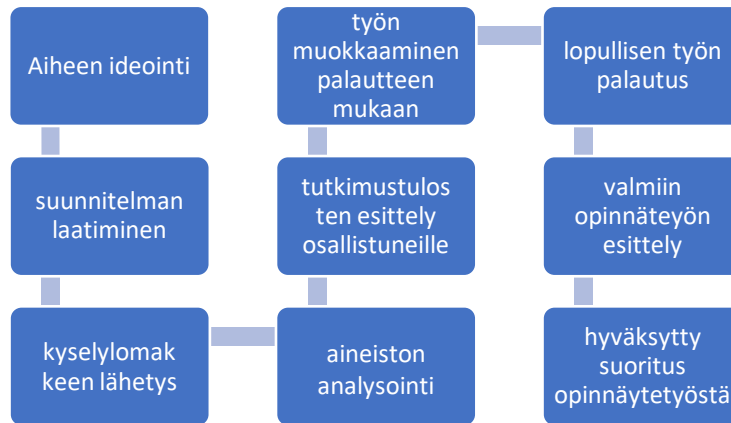 Aiheen ideointi
suunnitelman
laatiminen
kyselylomak
keen lähetys
aineiston
analysointi
tutkimustulos
ten esittely
osallistuneille
työn
muokkaaminen
palautteen
mukaan
lopullisen työn
palautus
valmiin
opinnäteyön
esittely
hyväksytty
suoritus
opinnäytetyöstä